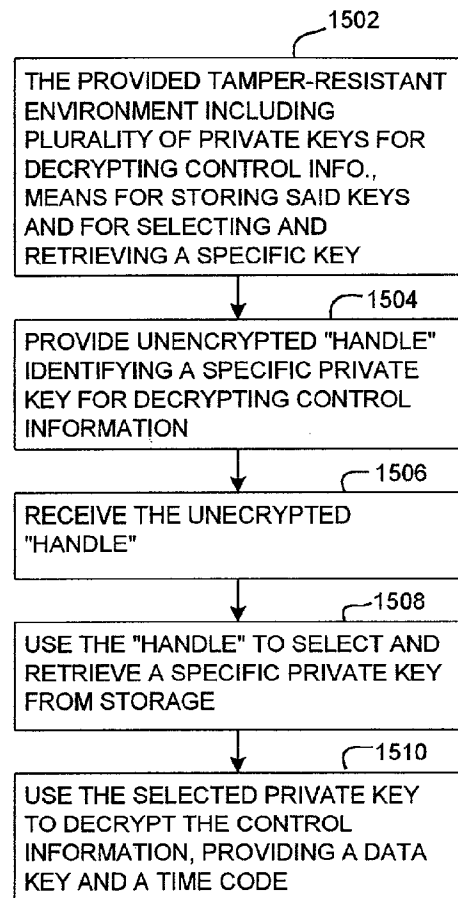 1502
THE PROVIDED TAMPER-RESISTANT
ENVIRONMENT INCLUDING
PLURALITY OF PRIVATE KEYS FOR
DECRYPTING CONTROL INFO.,
MEANS FOR STORING SAID KEYS
AND FOR SELECTING AND
RETRIEVING A SPECIFIC KEY
1504
PROVIDE UNENCRYPTED "HANDLE"
IDENTIFYING A SPECIFIC PRIVATE
KEY FOR DECRYPTING CONTROL
INFORMATION
1506
RECEIVE THE UNECRYPTED
"HANDLE"
1508
USE THE "HANDLE" TO SELECT AND
RETRIEVE A SPECIFIC PRIVATE KEY
FROM STORAGE
1510
USE THE SELECTED PRIVATE KEY
TO DECRYPT THE CONTROL
INFORMATION, PROVIDING A DATA
KEY AND A TIME CODE